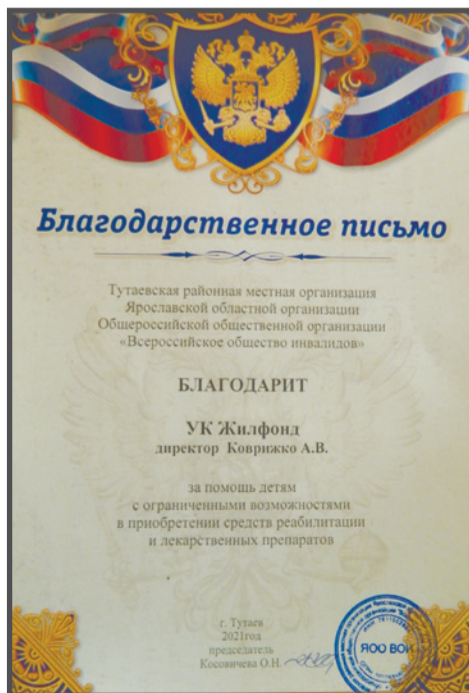 Благодарственное письмо
Тутаевская районная местная организация
Ярославской областной организации
Общероссийской общественной организации
«Всероссийское общество инвалидов»
БЛАГОДАРИТ
УК Жилфонд
директор Коврижко А.В.
за помощь детям
с ограниченными возможностями
в приобретении средств реабилитации
и лекарственных препаратов
г. Тутаев
2021год
председатель
Косовичева О.Н.
ЯОО ВОИ